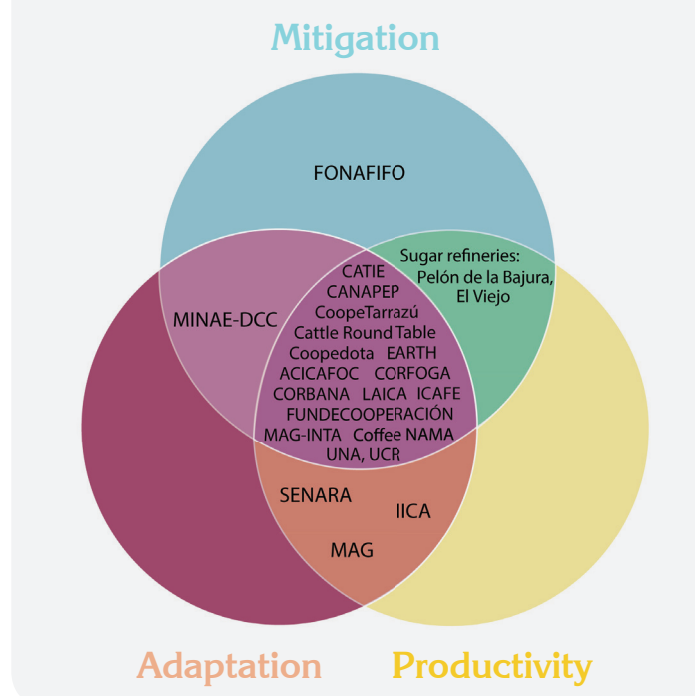 Mitigation
FONAFIFO
Sugar refineries:
Pelón de la Bajura,
El Viejo
MINAE-DCC
CATIE
CANAPEP
CoopeTarrazú
Cattle Round Table
Coopedota EARTH
ACICAFOC CORFOGA
CORBANA LAICA ICAFE
FUNDECOOPERACIÓN
MAG-INTA Coffee NAMA
UNA, UCR
SENARA
IICA
MAG
Adaptation
Productivity